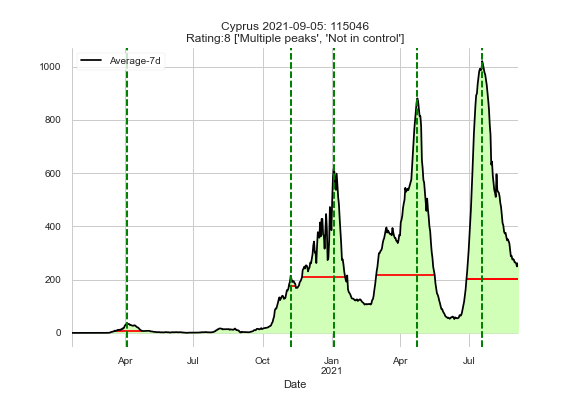 Cyprus 2021-09-05: 115046
Rating:8 ['Multiple peaks', 'Not in control']
Average-7d
1000
800
600
400
200
0
Apr Jul Oct Jan Apr Jul
2021
Date